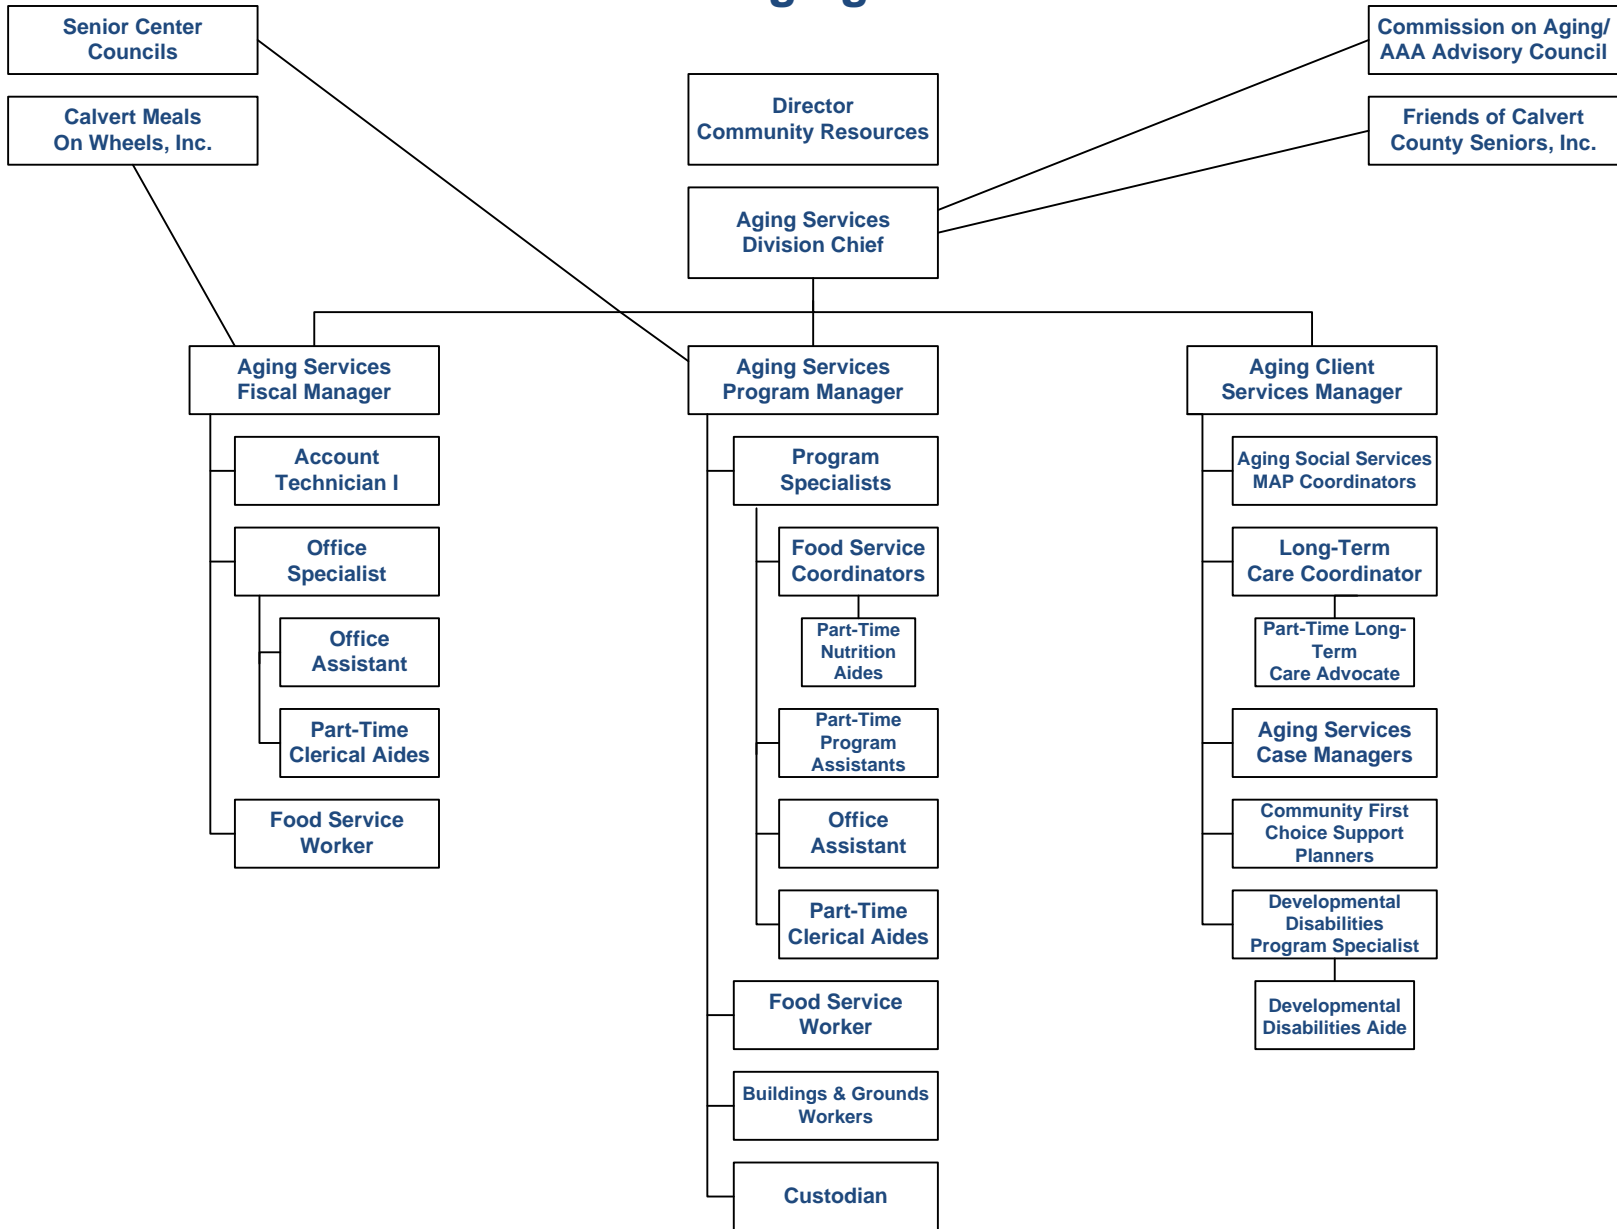 Senior Center
Councils
Commission on Aging/
AAA Advisory Council
Director
Community Resources
Calvert Meals
On Wheels, Inc.
Friends of Calvert
County Seniors, Inc.
Aging Services
Division Chief
Aging Services
Fiscal Manager
Account
Technician I
Office
Specialist
Office
Assistant
Part-Time
Clerical Aides
Food Service
Worker
Aging Services
Program Manager
Program
Specialists
Food Service
Coordinators
Part-Time
Nutrition
Aides
Part-Time
Program
Assistants
Office
Assistant
Part-Time
Clerical Aides
Food Service
Worker
Buildings & Grounds
Workers
Custodian
Aging Client
Services Manager
Aging Social Services
MAP Coordinators
Long-Term
Care Coordinator
Part-Time Long-
Term
Care Advocate
Aging Services
Case Managers
Community First
Choice Support
Planners
Developmental
Disabilities
Program Specialist
Developmental
Disabilities Aide